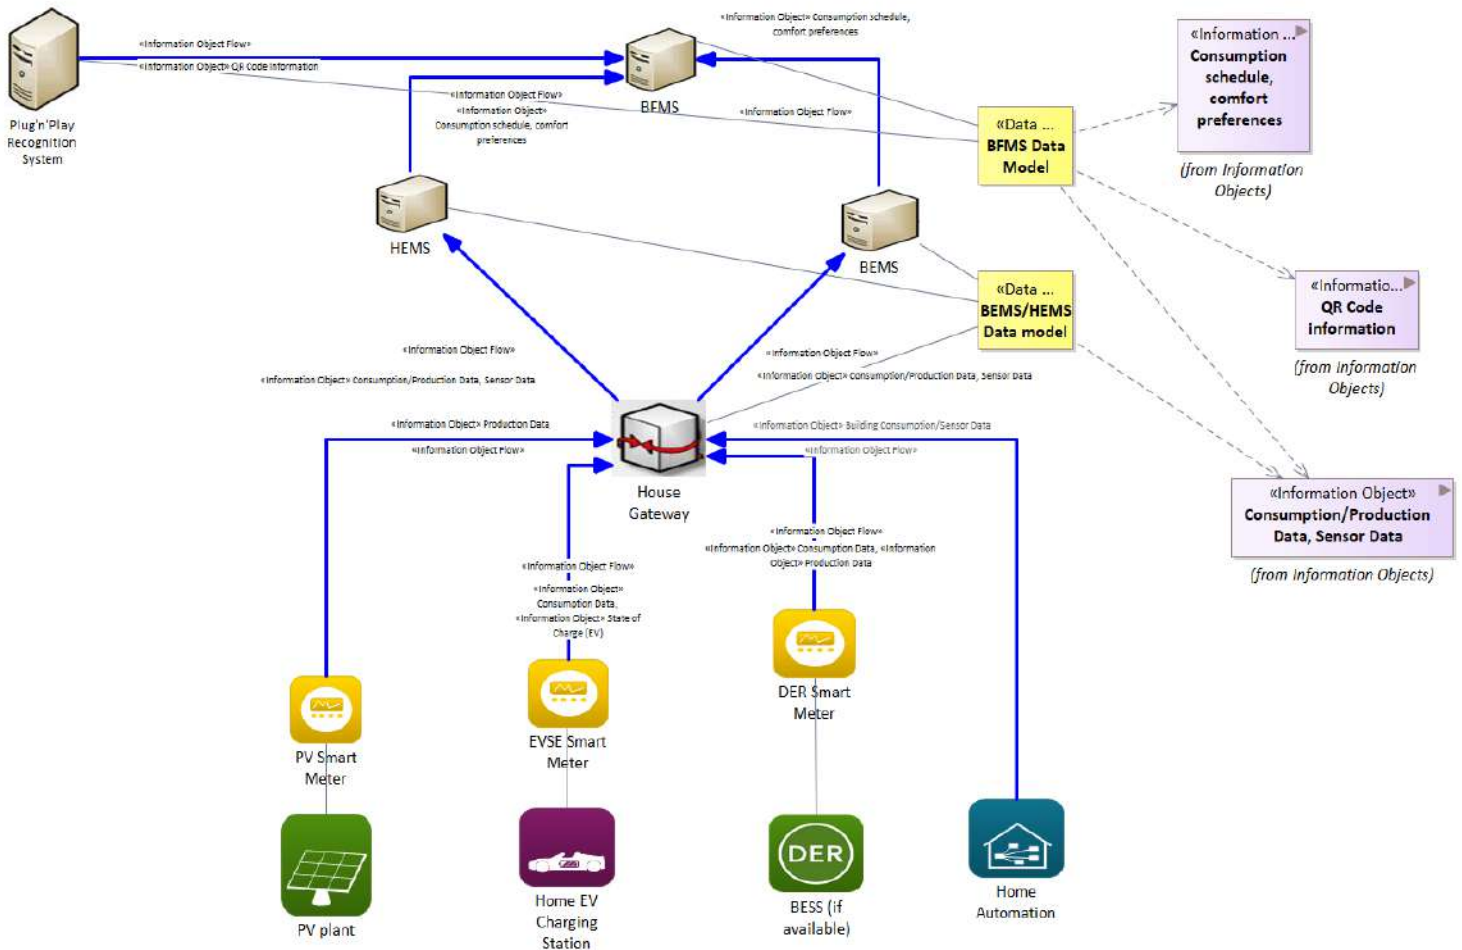 «Information Object» Consumption schedule,
comfort preferences
«Information Object Flow»
«Information Object» QR Code Information
Plug'n'Play
Recognition
System
BFMS
«Information Object Flow»
«Information Object»
Consumption schedule, comfort
preferences
«Information Object Flow»
«Information ...
Consumption
schedule,
comfort
preferences
(from Information
Objects)
«Data ...
BFMS Data
Model
HEMS
BEMS
«Data ...
BEMS/HEMS
Data model
«Informatio...
QR Code
information
(from Information
Objects)
«Information Object Flow»
«Information Object» Consumption/Production Data, Sensor Data
«Information Object Flow»
«Information Object» Consumption/Production Data, Sensor Data
«Information Object» Production Data
«Information Object Flow»
«Information Object» Building Consumption/Sensor Data
«Information Object Flow»
House
Gateway
«Information Object»
Consumption/Production
Data, Sensor Data
(from Information Objects)
«Information Object Flow»
«Information Object» Consumption Data, «Information
Object» Production Data
«Information Object Flow»
«Information Object»
Consumption Data,
«Information Object» State of
Charge (EV)
PV Smart
Meter
EVSE Smart
Meter
DER Smart
Meter
PV plant
Home EV
Charging
Station
DER
BESS (if
available)
Home
Automation